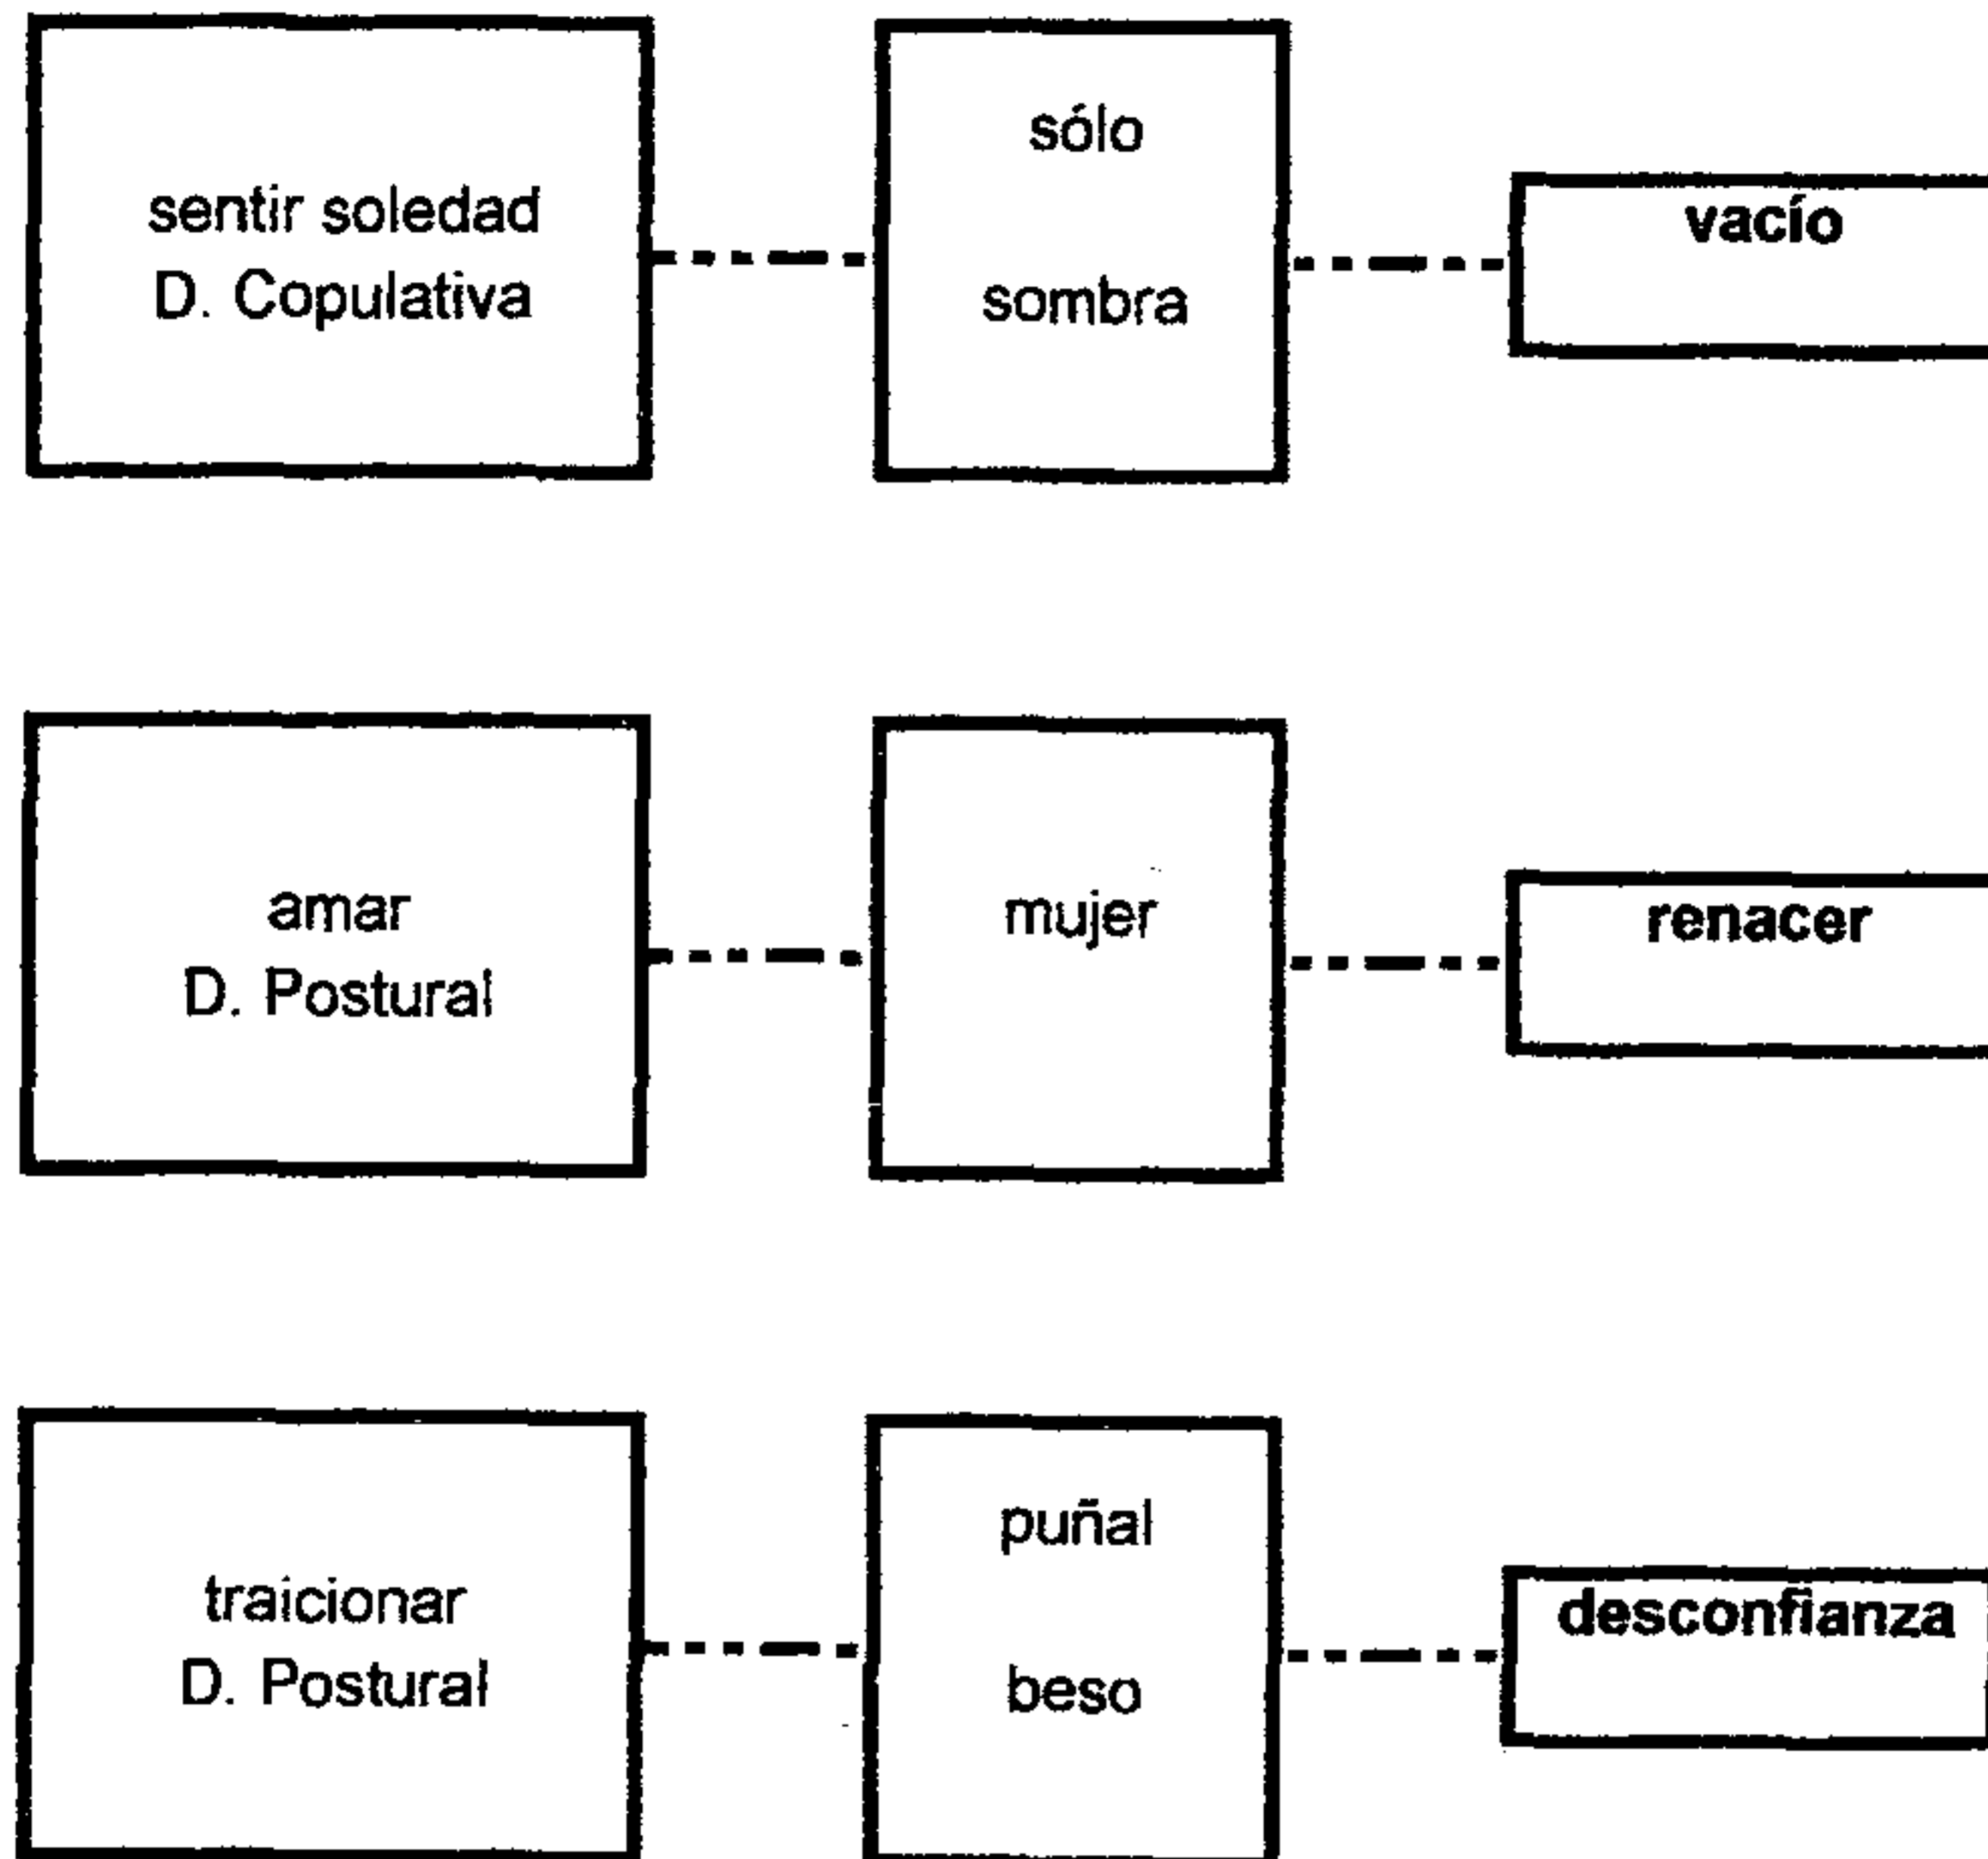 sentir soledad
D. Copulativa
sólo
sombra
vacío
amar
D. Postural
mujer
renacer
traicionar
D. Postural
puñal
beso
desconfianza